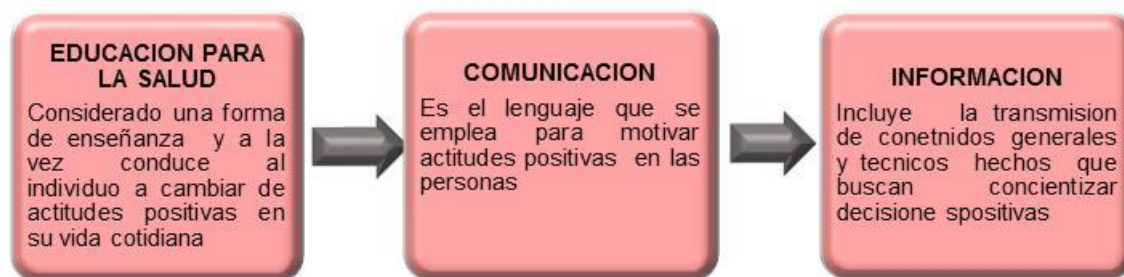 EDUCACION PARA
LA SALUD
Considerado una forma
de enseñanza y a la
vez conduce al
individuo a cambiar de
actitudes positivas en
su vida cotidiana
COMUNICACION
Es el lenguaje que se
emplea para motivar
actitudes positivas en las
personas
INFORMACION
Incluye la transmision
de conetnidos generales
y tecnicos hechos que
buscan concientizar
decisione spositivas